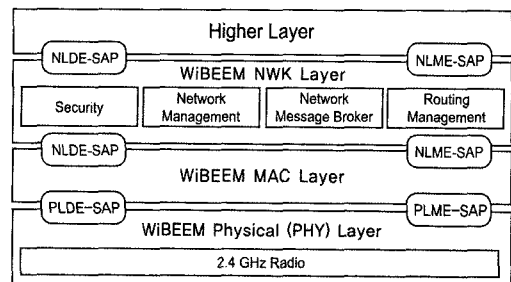 Higher Layer
NLDE-SAP
NLME-SAP
WiBEEM NWK Layer
Security
Network
Management
Network
Message Broker
Routing
Management
NLDE-SAP
NLME-SAP
WiBEEM MAC Layer
PLDE-SAP
PLME-SAP
WiBEEM Physical (PHY) Layer
2.4 GHz Radio